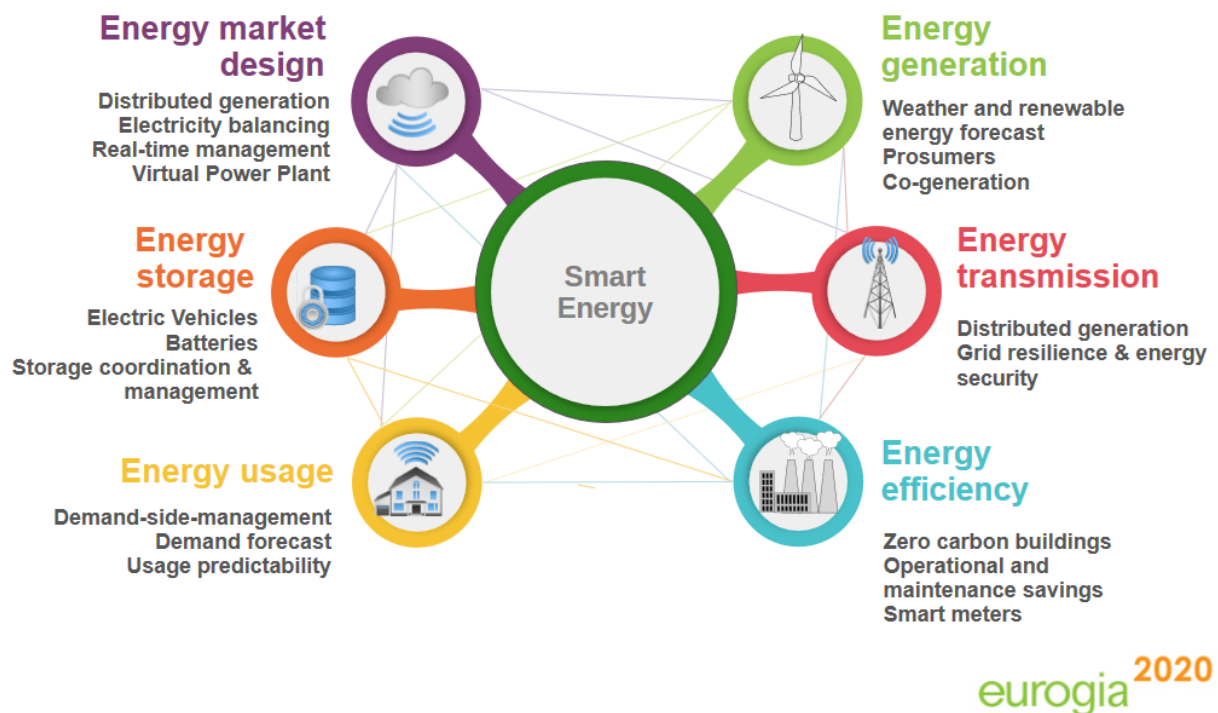 Energy market
design
Distributed generation
Electricity balancing
Real-time management
Virtual Power Plant
Energy
generation
Weather and renewable
energy forecast
Prosumers
Co-generation
Energy
storage
Electric Vehicles
Batteries
Storage coordination &
management
Smart
Energy
Energy
transmission
Distributed generation
Grid resilience & energy
security
Energy usage
Demand-side-management
Demand forecast
Usage predictability
Energy
efficiency
Zero carbon buildings
Operational and
maintenance savings
Smart meters
eurogia 2020